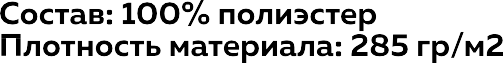 Состав: 100% полиэстер
Плотность материала: 285 гр/м2